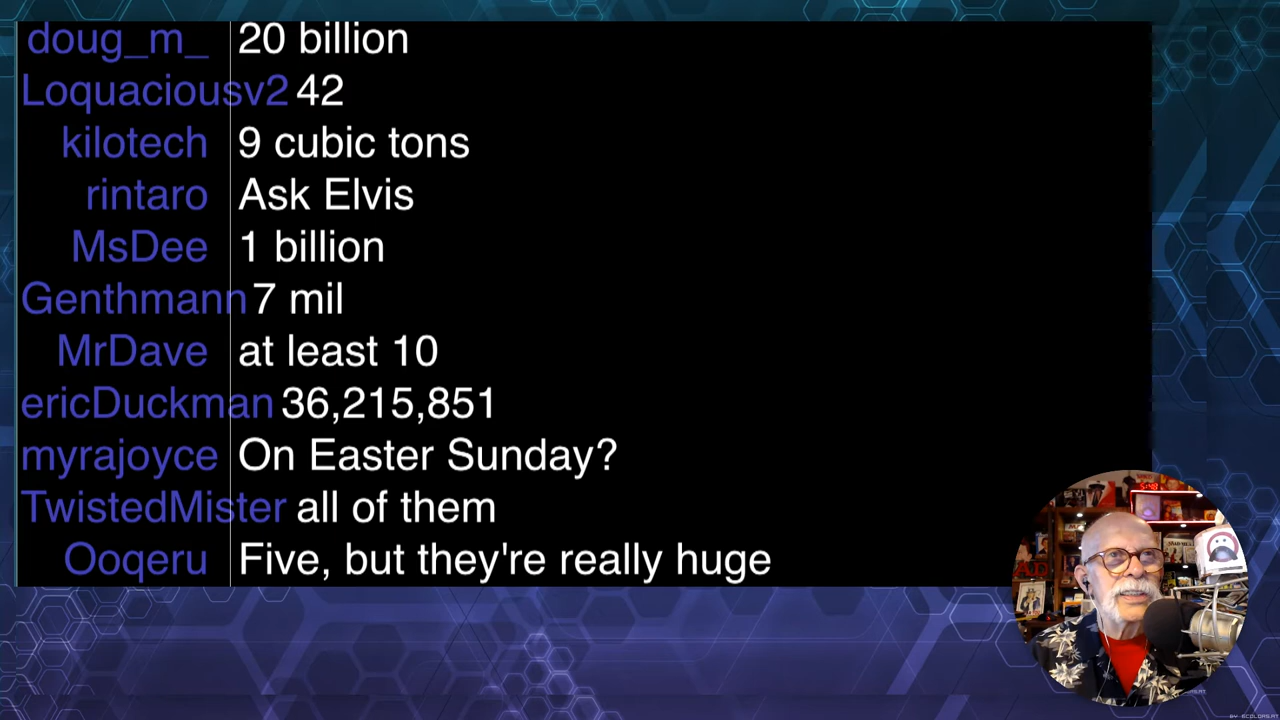 doug_m_ 20 billion
Loquaciousv2 42
kilotech 9 cubic tons
rintaro Ask Elvis
MsDee 1 billion
Genthmann 7 mil
MrDave at least 10
ericDuckman 36,215,851
myrajoyce On Easter Sunday?
TwistedMister all of them
Ooqeru Five, but they're really huge